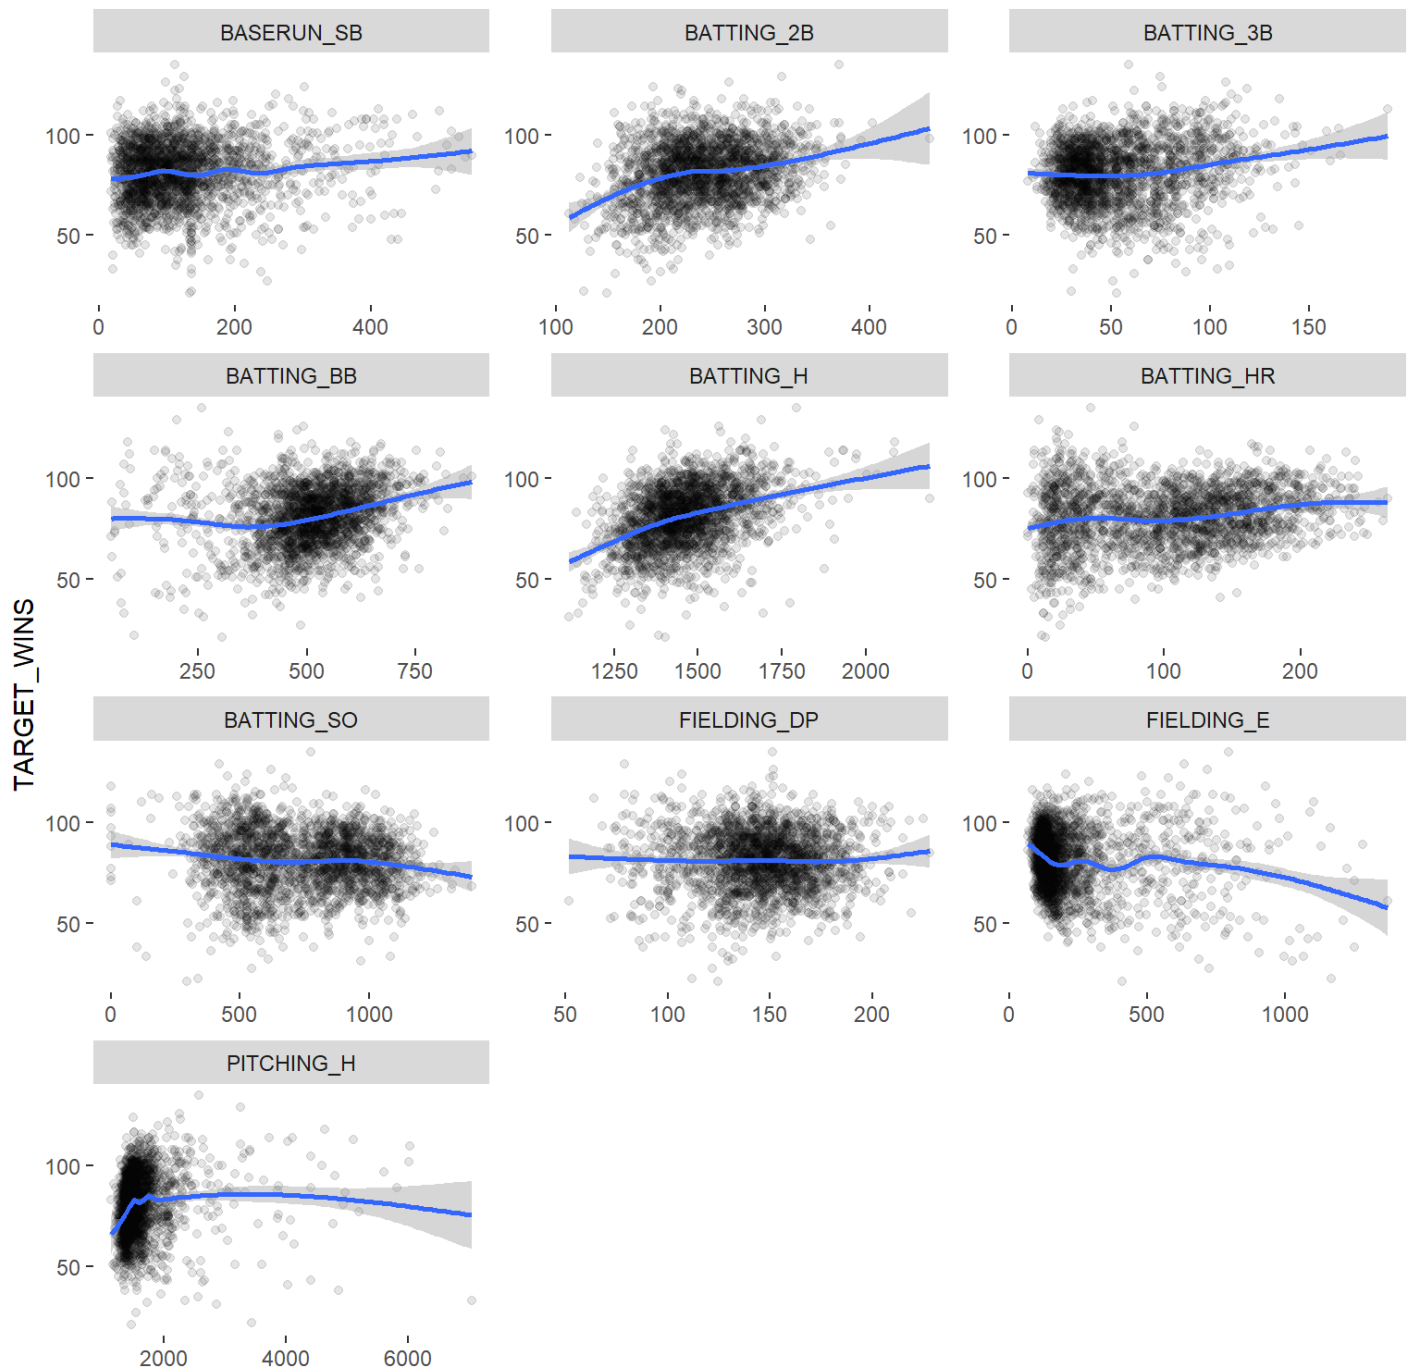 BASERUN_SB BATTING_2B BATTING_3B
100 100 100
50 50 50
0 200 400 100 200 300 400 0 50 100 150
BATTING_BB BATTING_H BATTING_HR
100 100 100
50 50 50
250 500 750 1250 1500 1750 2000 0 100 200
TARGET_WINS
BATTING_SO FIELDING_DP FIELDING_E
100 100 100
50 50 50
0 500 1000 50 100 150 200 0 500 1000
PITCHING_H
100
50
2000 4000 6000